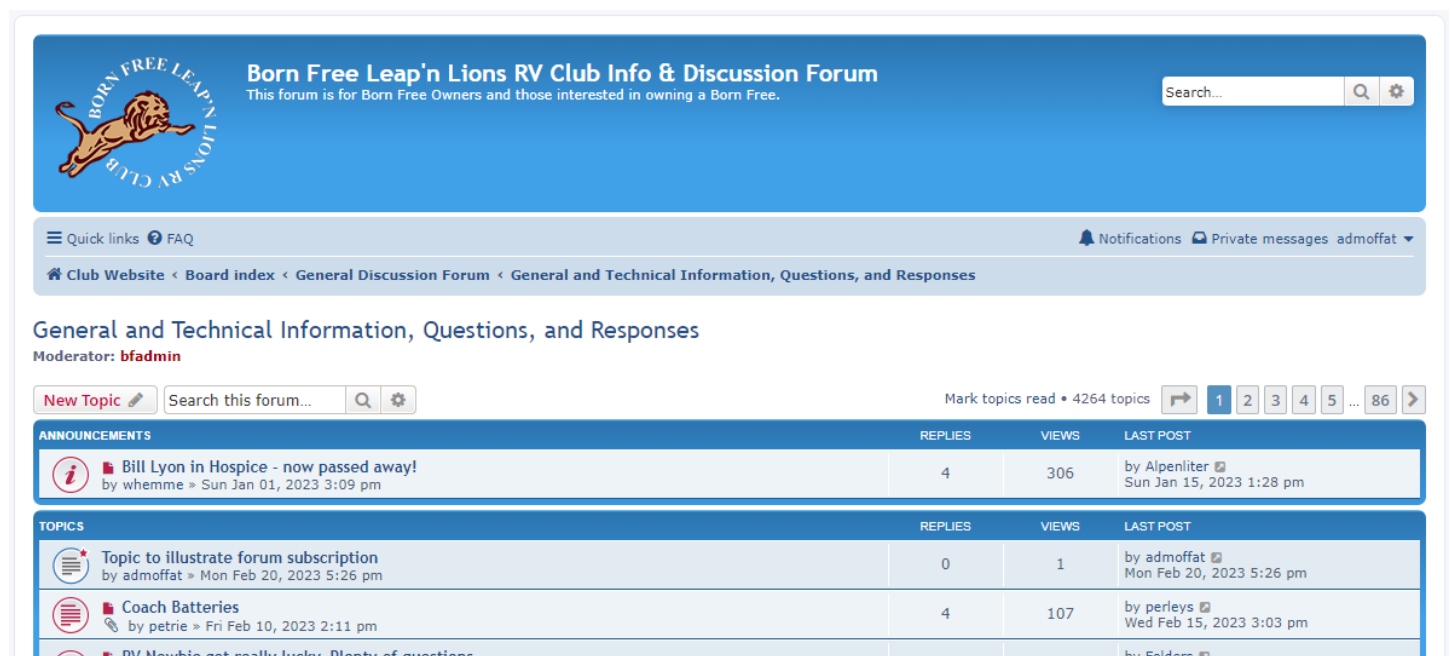 BORN FREE LEAP'N LIONS RV CLUB
Born Free Leap'n Lions RV Club Info & Discussion Forum
This forum is for Born Free Owners and those interested in owning a Born Free.
Search...
Quick links FAQ
Notifications Private messages admoffat
Club Website ‹ Board index ‹ General Discussion Forum ‹ General and Technical Information, Questions, and Responses
General and Technical Information, Questions, and Responses
Moderator: bfadmin
New Topic Search this forum... Mark topics read • 4264 topics 1 2 3 4 5 ... 86
ANNOUNCEMENTS REPLIES VIEWS LAST POST
Bill Lyon in Hospice - now passed away! 4 306 by Alpenliter
by whemme » Sun Jan 01, 2023 3:09 pm Sun Jan 15, 2023 1:28 pm
TOPICS REPLIES VIEWS LAST POST
Topic to illustrate forum subscription 0 1 by admoffat
by admoffat » Mon Feb 20, 2023 5:26 pm Mon Feb 20, 2023 5:26 pm
Coach Batteries 4 107 by perleys
by petrie » Fri Feb 10, 2023 2:11 pm Wed Feb 15, 2023 3:03 pm
RV Newbie got really lucky. Plenty of questions